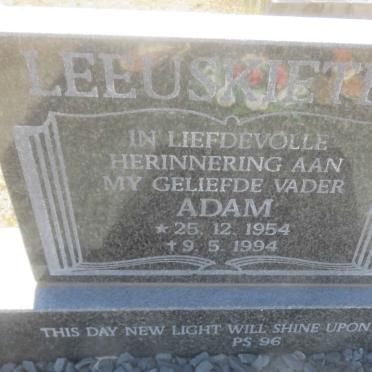 IN LIEFDEVOLLE
HERINNERING AAN
MY GELIEFDE VADER
ADAM
★ 25. 12. 1954
✝ 9. 5. 1994
THIS DAY NEW LIGHT WILL SHINE UPON
PS 96